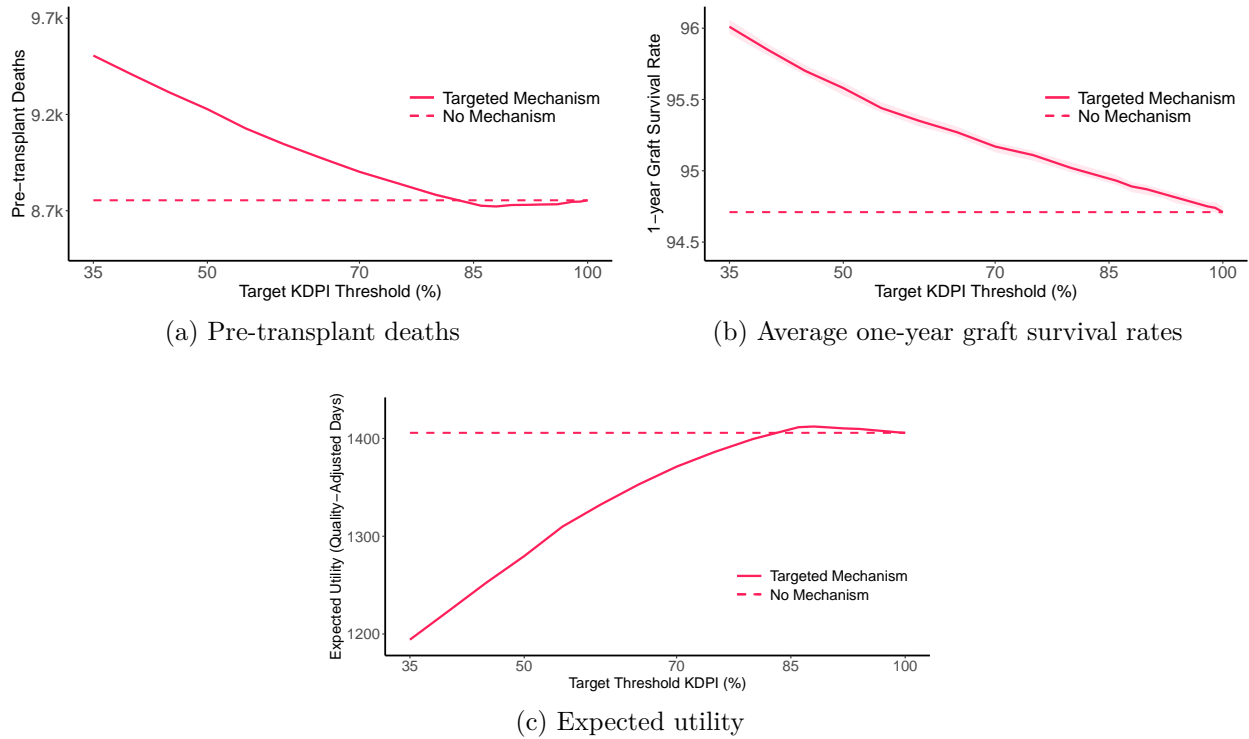 9.7k
9.2k
8.7k
Pre−transplant Deaths
Targeted Mechanism
No Mechanism
35
50
70
85
100
Target KDPI Threshold (%)
(a) Pre-transplant deaths
96
95.5
95
94.5
1−year Graft Survival Rate
Targeted Mechanism
No Mechanism
35
50
70
85
100
Target KDPI Threshold (%)
(b) Average one-year graft survival rates
1400
1300
1200
Expected Utility (Quality−Adjusted Days)
Targeted Mechanism
No Mechanism
35
50
70
85
100
Target Threshold KDPI (%)
(c) Expected utility